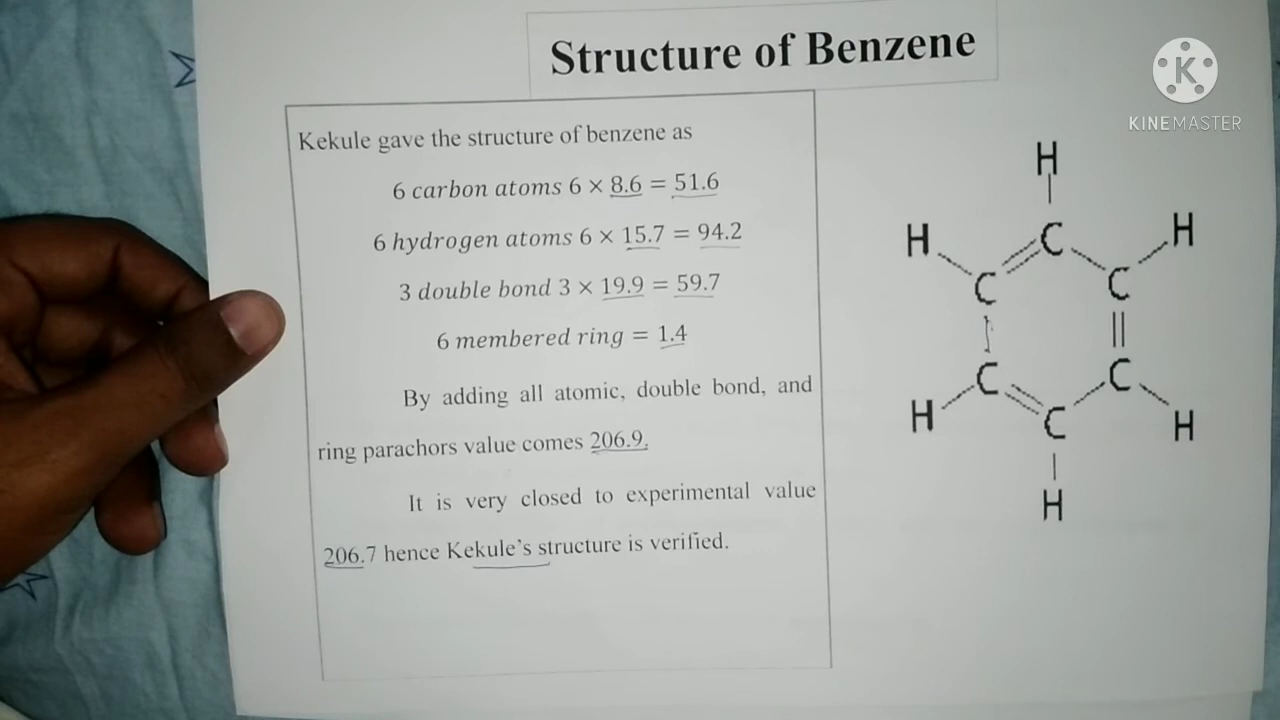 Structure of Benzene
K
KINEMASTER
Kekule gave the structure of benzene as
6 carbon atoms 6 × 8.6 = 51.6
6 hydrogen atoms 6 × 15.7 = 94.2
3 double bond 3 × 19.9 = 59.7
6 membered ring = 1.4
By adding all atomic, double bond, and
ring parachors value comes 206.9.
It is very closed to experimental value
206.7 hence Kekule's structure is verified.
H
H C H
C C
C C
H C H
H